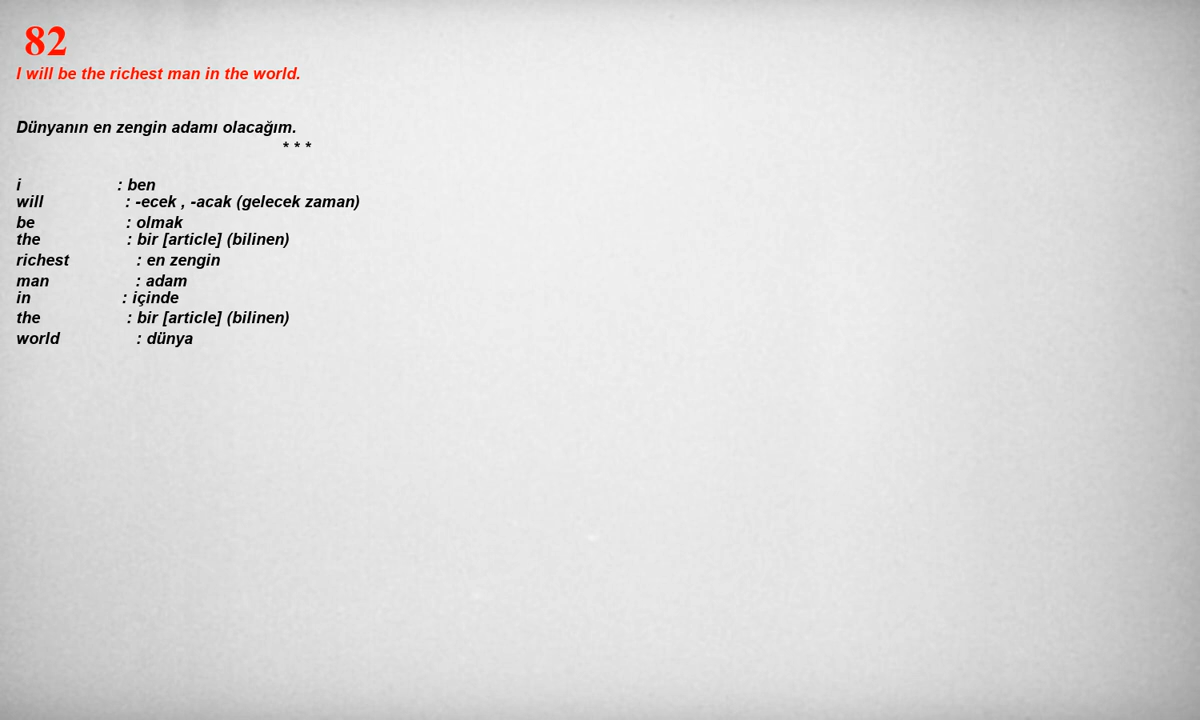 82
I will be the richest man in the world.
Dünyanın en zengin adamı olacağım.
* * *
i : ben
will : -ecek , -acak (gelecek zaman)
be : olmak
the : bir [article] (bilinen)
richest : en zengin
man : adam
in : içinde
the : bir [article] (bilinen)
world : dünya